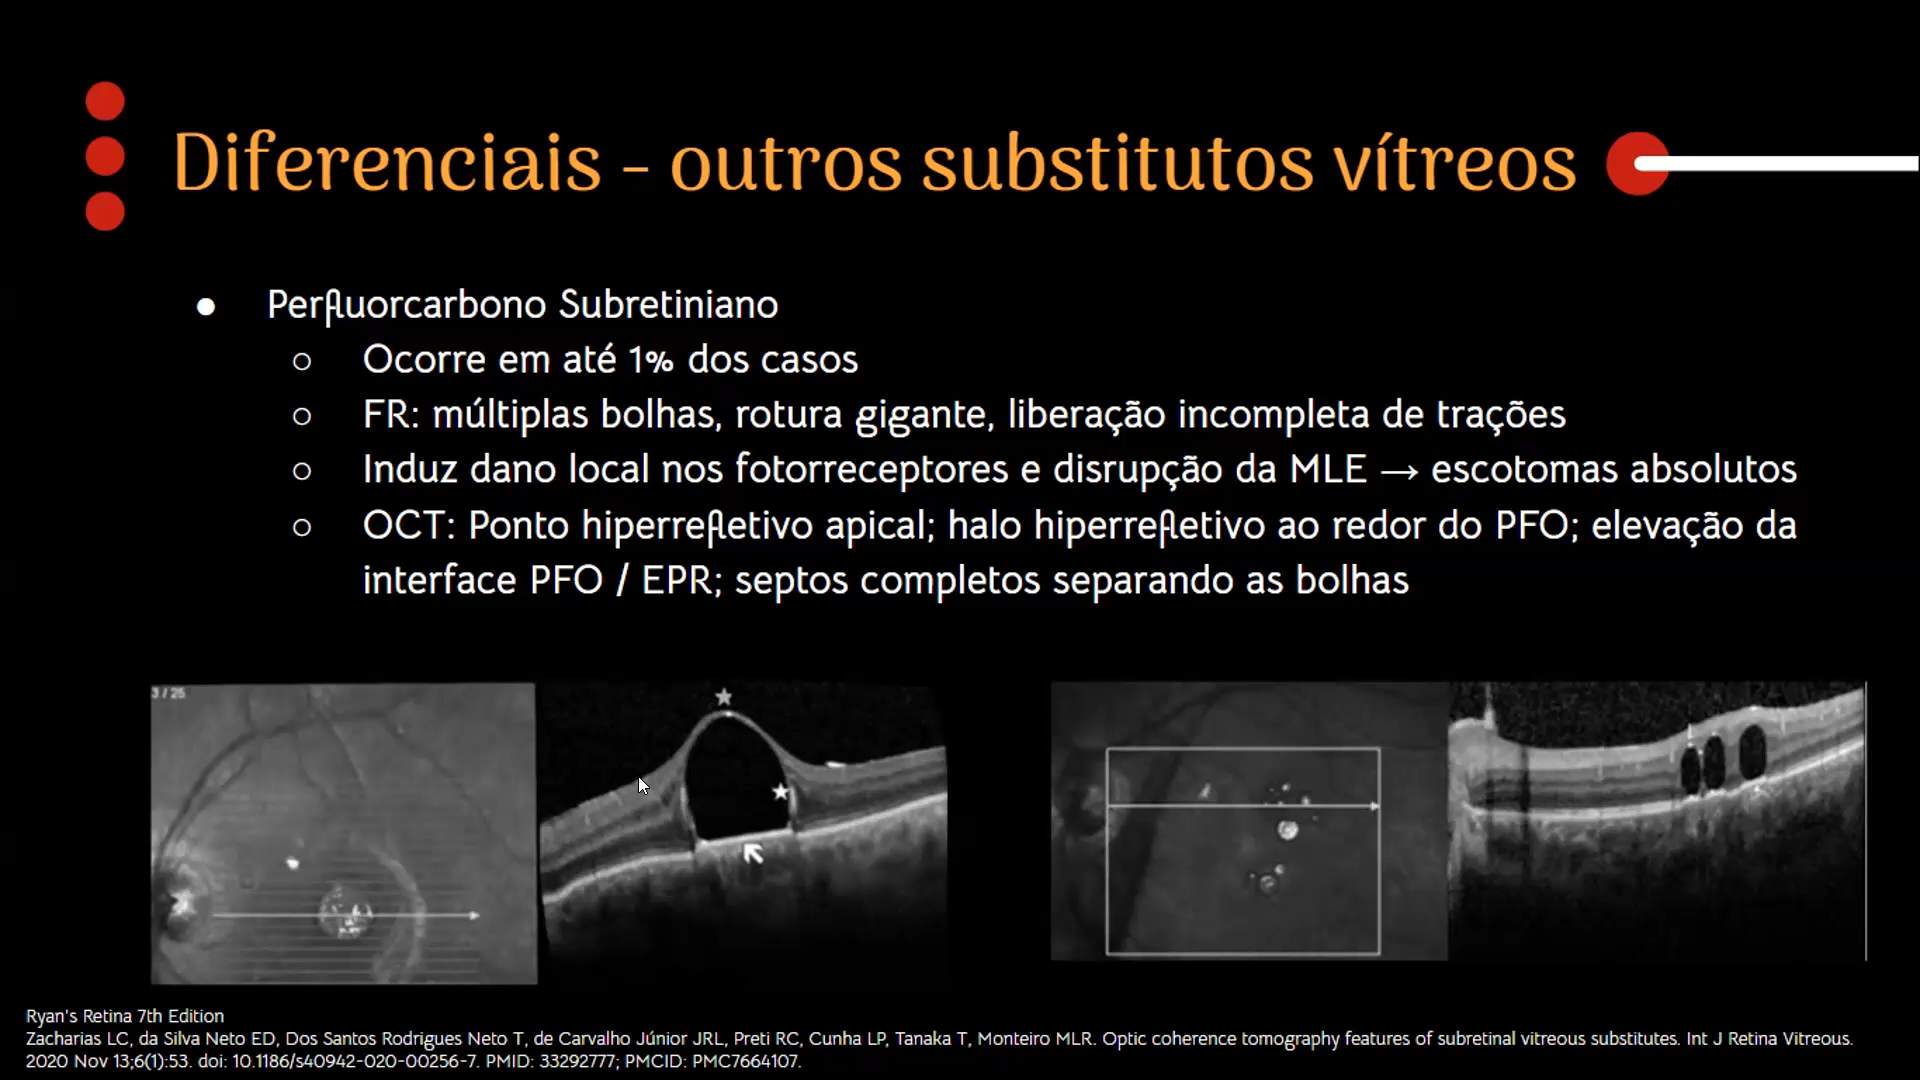 Diferenciais - outros substitutos vítreos
● Perfluorcarbono Subretiniano
○ Ocorre em até 1% dos casos
○ FR: múltiplas bolhas, rotura gigante, liberação incompleta de trações
○ Induz dano local nos fotorreceptores e disrupção da MLE → escotomas absolutos
○ OCT: Ponto hiperrefletivo apical; halo hiperrefletivo ao redor do PFO; elevação da
interface PFO / EPR; septos completos separando as bolhas
3 / 25
Ryan's Retina 7th Edition
Zacharias LC, da Silva Neto ED, Dos Santos Rodrigues Neto T, de Carvalho Júnior JRL, Preti RC, Cunha LP, Tanaka T, Monteiro MLR. Optic coherence tomography features of subretinal vitreous substitutes. Int J Retina Vitreous.
2020 Nov 13;6(1):53. doi: 10.1186/s40942-020-00256-7. PMID: 33292777; PMCID: PMC7664107.